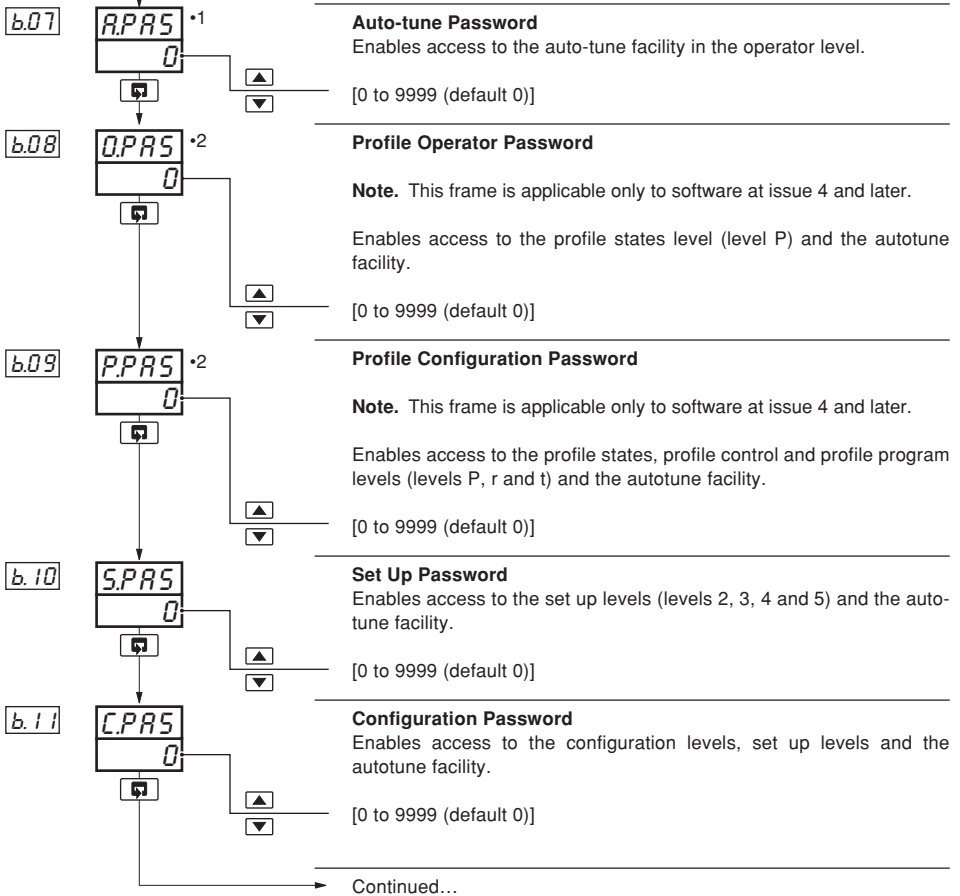 b.07
A.PAS •1
0
Auto-tune Password
Enables access to the auto-tune facility in the operator level.
[0 to 9999 (default 0)]
b.08
O.PAS •2
0
Profile Operator Password
Note. This frame is applicable only to software at issue 4 and later.
Enables access to the profile states level (level P) and the autotune
facility.
[0 to 9999 (default 0)]
b.09
P.PAS •2
0
Profile Configuration Password
Note. This frame is applicable only to software at issue 4 and later.
Enables access to the profile states, profile control and profile program
levels (levels P, r and t) and the autotune facility.
[0 to 9999 (default 0)]
b.10
S.PAS
0
Set Up Password
Enables access to the set up levels (levels 2, 3, 4 and 5) and the auto-
tune facility.
[0 to 9999 (default 0)]
b.11
C.PAS
0
Configuration Password
Enables access to the configuration levels, set up levels and the
autotune facility.
[0 to 9999 (default 0)]
Continued…